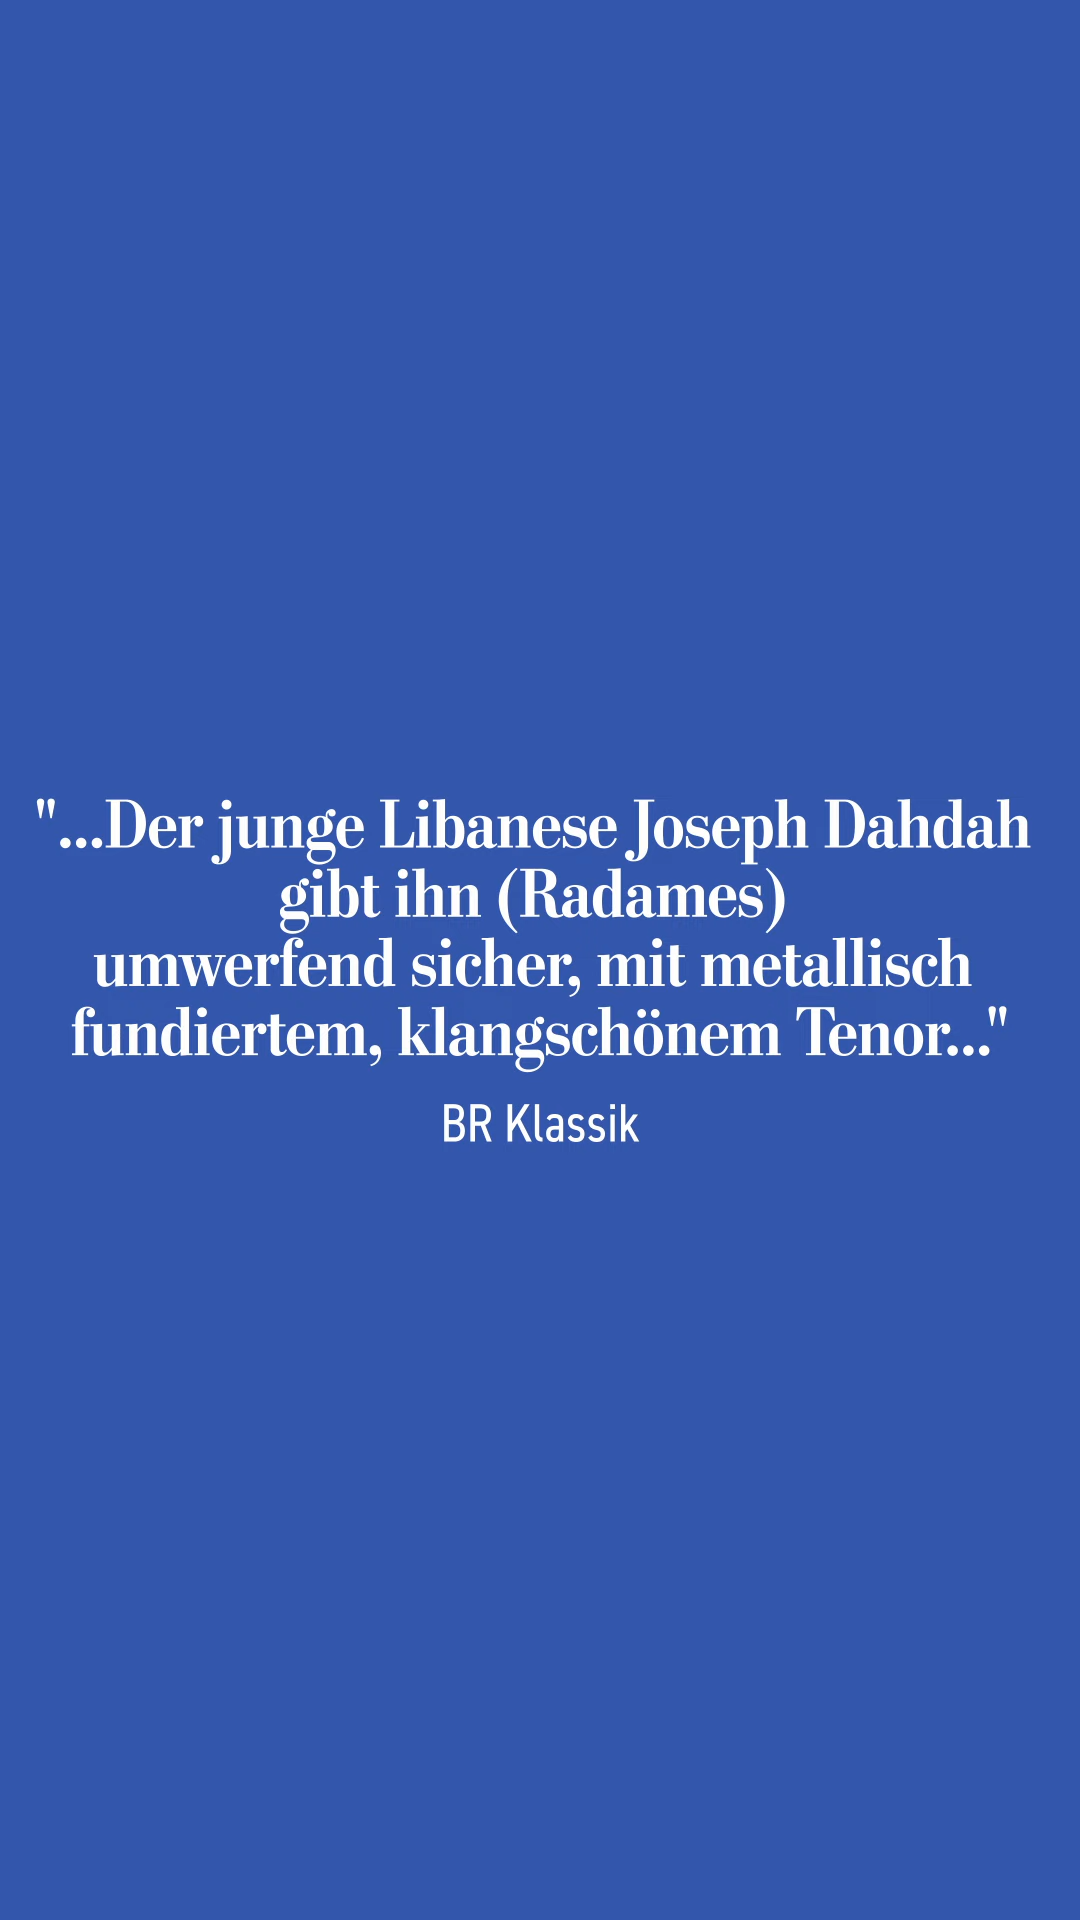 "...Der junge Libanese Joseph Dahdah
gibt ihn (Radames)
umwerfend sicher, mit metallisch
fundiertem, klangschönem Tenor..."
BR Klassik